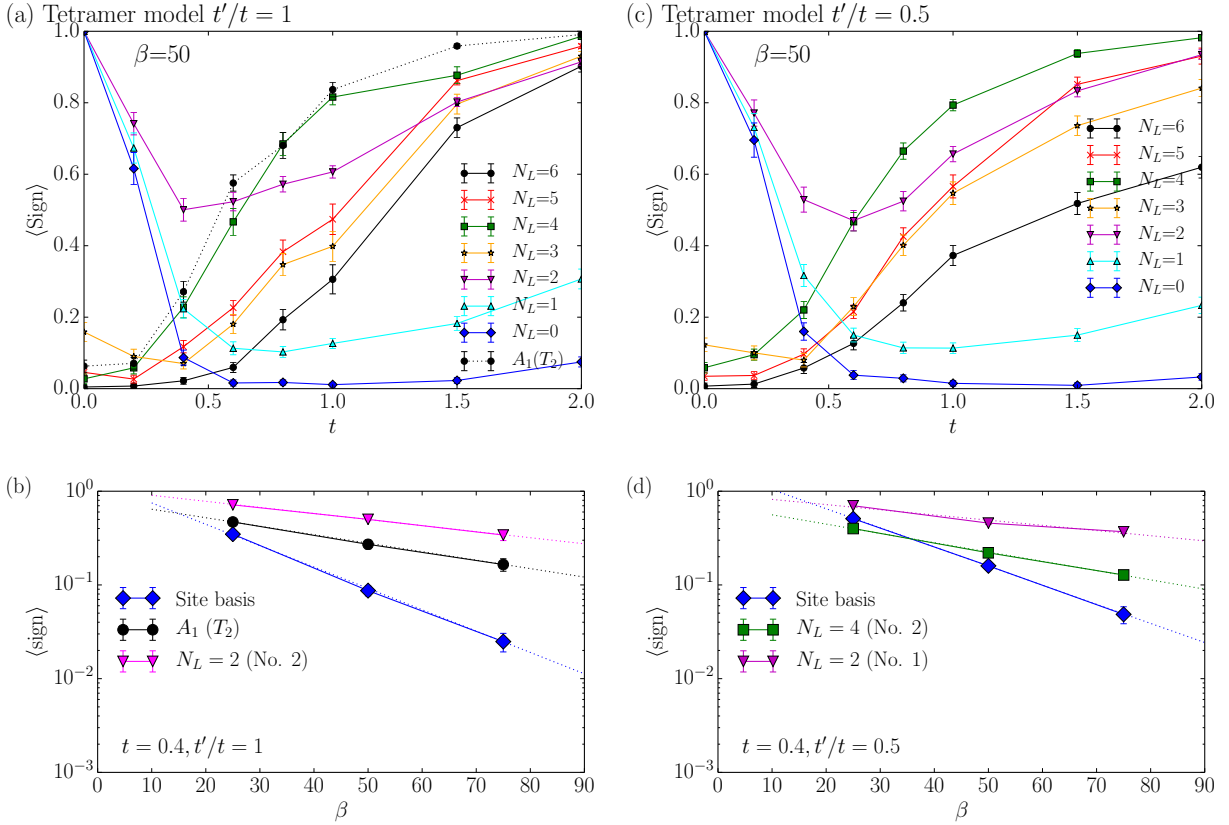 (a) Tetramer model t′/t = 1
β=50
⟨Sign⟩
1.0
0.8
0.6
0.4
0.2
0.0
0.0 0.5 1.0 1.5 2.0
t
N_L=6
N_L=5
N_L=4
N_L=3
N_L=2
N_L=1
N_L=0
A_1(T_2)
(c) Tetramer model t′/t = 0.5
β=50
⟨Sign⟩
1.0
0.8
0.6
0.4
0.2
0.0
0.0 0.5 1.0 1.5 2.0
t
N_L=6
N_L=5
N_L=4
N_L=3
N_L=2
N_L=1
N_L=0
(b)
⟨sign⟩
10^0
10^{-1}
10^{-2}
10^{-3}
Site basis
A_1 (T_2)
N_L = 2 (No. 2)
t = 0.4, t′/t = 1
0 10 20 30 40 50 60 70 80 90
β
(d)
⟨sign⟩
10^0
10^{-1}
10^{-2}
10^{-3}
Site basis
N_L = 4 (No. 2)
N_L = 2 (No. 1)
t = 0.4, t′/t = 0.5
0 10 20 30 40 50 60 70 80 90
β